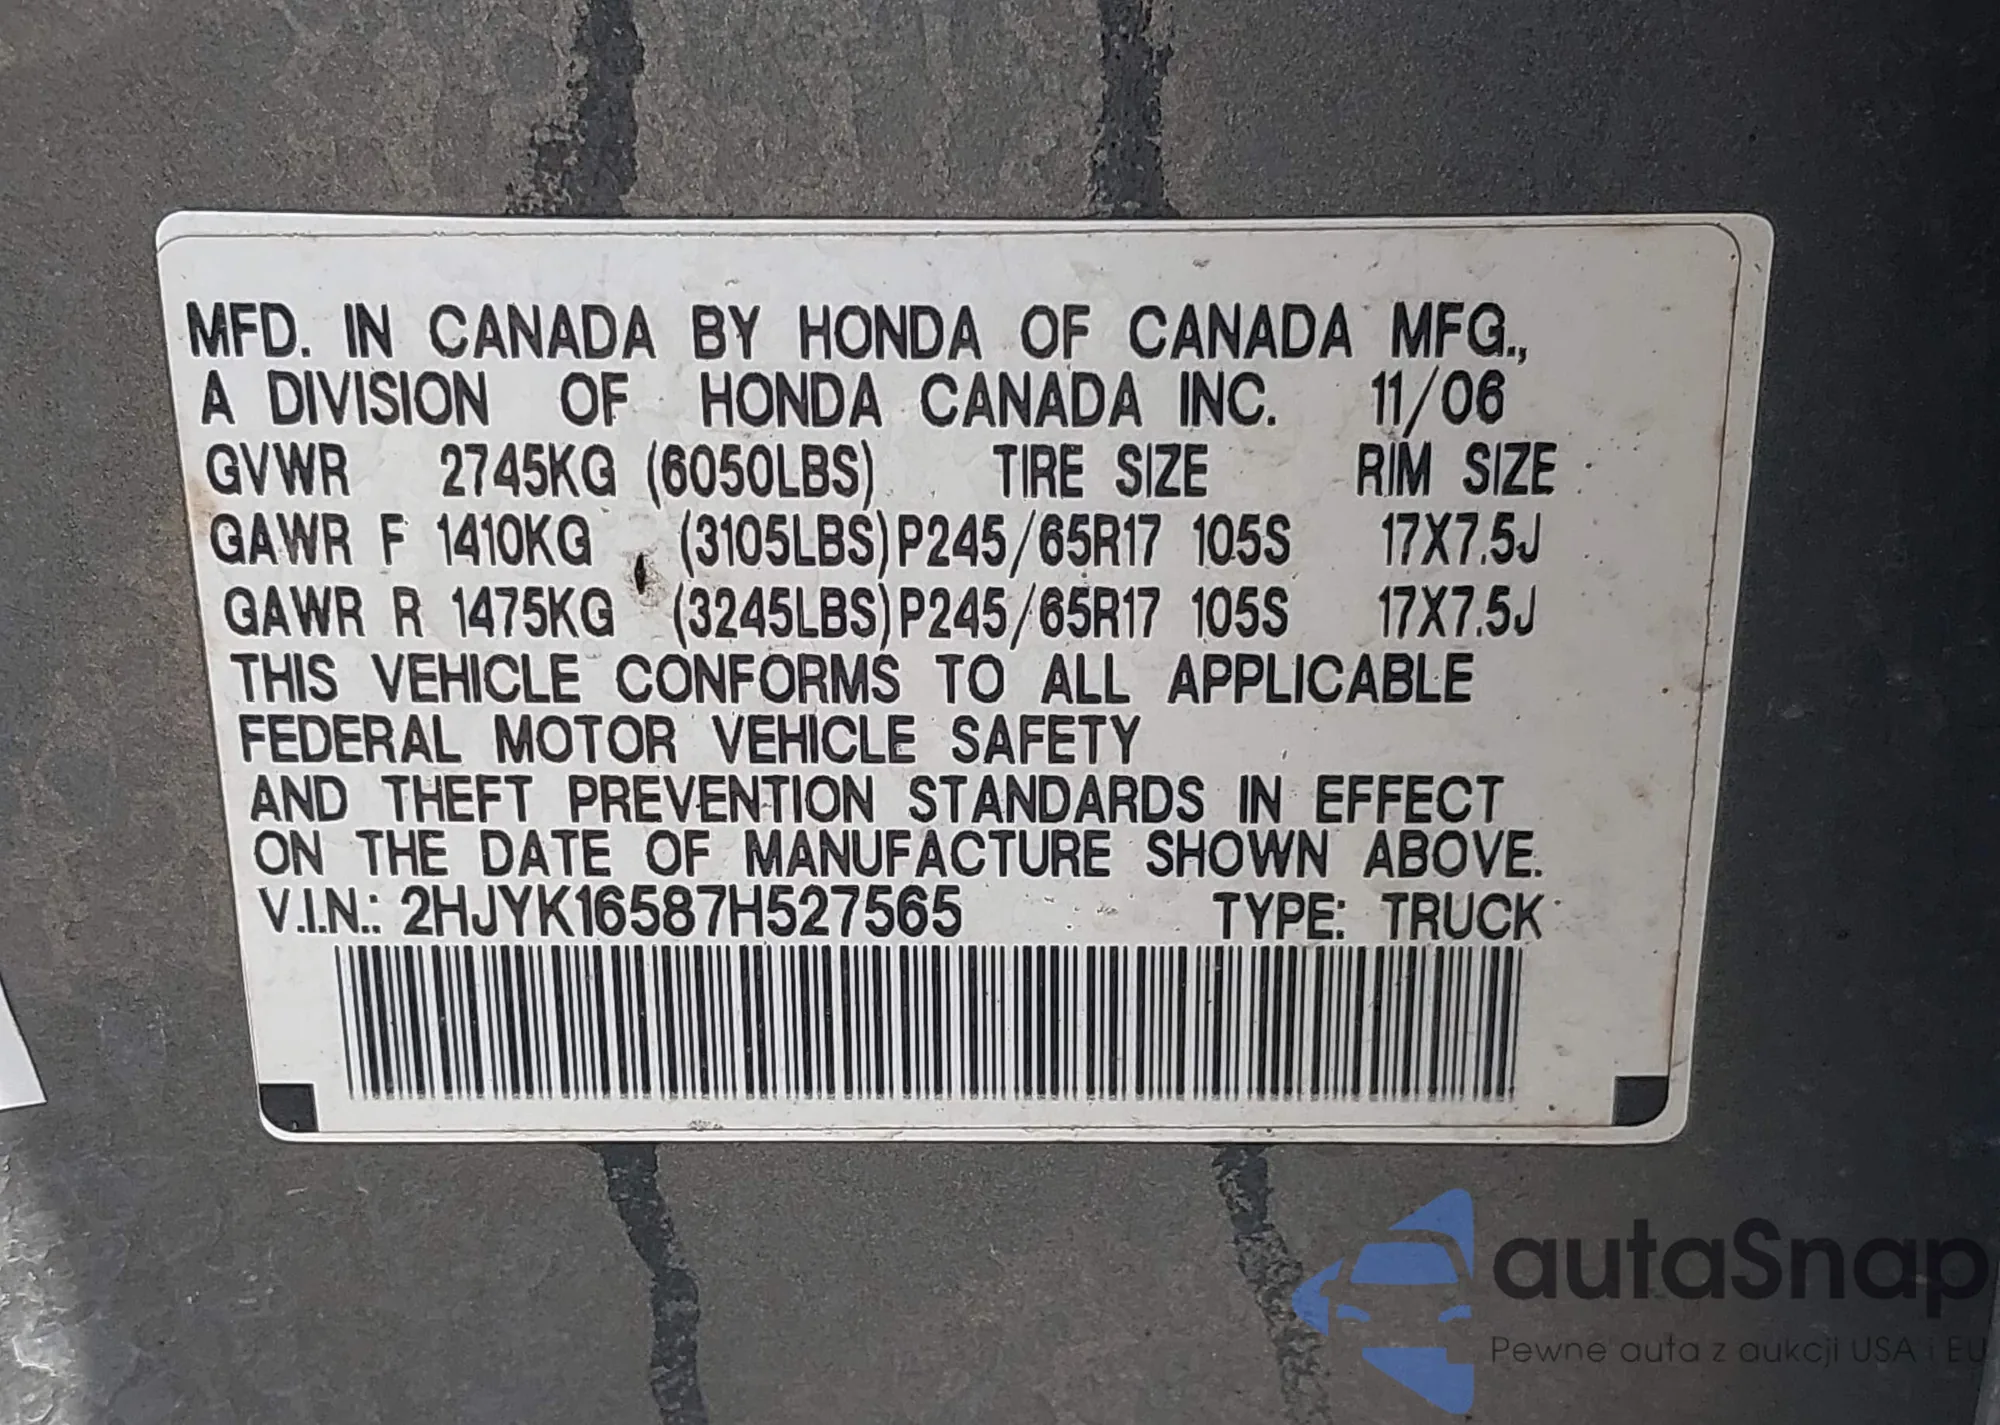 MFD. IN CANADA BY HONDA OF CANADA MFG.,
A DIVISION OF HONDA CANADA INC. 11/06
GVWR 2745KG (6050LBS) TIRE SIZE RIM SIZE
GAWR F 1410KG (3105LBS) P245/65R17 105S 17X7.5J
GAWR R 1475KG (3245LBS) P245/65R17 105S 17X7.5J
THIS VEHICLE CONFORMS TO ALL APPLICABLE
FEDERAL MOTOR VEHICLE SAFETY
AND THEFT PREVENTION STANDARDS IN EFFECT
ON THE DATE OF MANUFACTURE SHOWN ABOVE.
V.I.N.: 2HJYK16587H527565 TYPE: TRUCK
autaSnap
Pewne auta z aukcji USA i EU